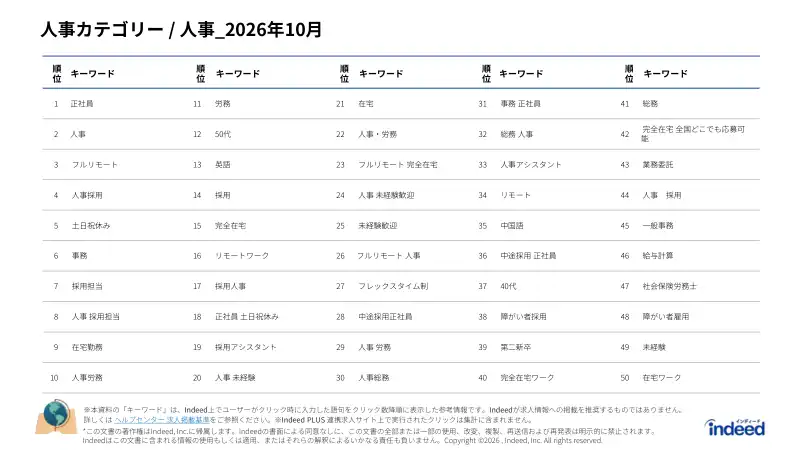 人事カテゴリー / 人事_2026年10月
順位 キーワード 順位 キーワード 順位 キーワード 順位 キーワード 順位 キーワード
1 正社員 11 労務 21 在宅 31 事務 正社員 41 総務
2 人事 12 50代 22 人事・労務 32 総務 人事 42 完全在宅 全国どこでも応募可能
3 フルリモート 13 英語 23 フルリモート 完全在宅 33 人事アシスタント 43 業務委託
4 人事採用 14 採用 24 人事 未経験歓迎 34 リモート 44 人事　採用
5 土日祝休み 15 完全在宅 25 未経験歓迎 35 中国語 45 一般事務
6 事務 16 リモートワーク 26 フルリモート 人事 36 中途採用 正社員 46 給与計算
7 採用担当 17 採用人事 27 フレックスタイム制 37 40代 47 社会保険労務士
8 人事 採用担当 18 正社員 土日祝休み 28 中途採用正社員 38 障がい者採用 48 障がい者雇用
9 在宅勤務 19 採用アシスタント 29 人事 労務 39 第二新卒 49 未経験
10 人事労務 20 人事 未経験 30 人事総務 40 完全在宅ワーク 50 在宅ワーク
※本資料の「キーワード」は、Indeed上でユーザーがクリック時に入力した語句をクリック数降順に表示した参考情報です。Indeedが求人情報への掲載を推奨するものではありません。
詳しくは ヘルプセンター 求人掲載基準をご参照ください。※Indeed PLUS 連携求人サイト上で実行されたクリックは集計に含まれません。
*この文書の著作権はIndeed, Inc.に帰属します。Indeedの書面による同意なしに、この文書の全部または一部の使用、改変、複製、再送信および再発表は明示的に禁止されます。
Indeedはこの文書に含まれる情報の使用もしくは適用、またはそれらの解釈によるいかなる責任も負いません。Copyright ©2026 , Indeed, Inc. All rights reserved.
インディード
indeed